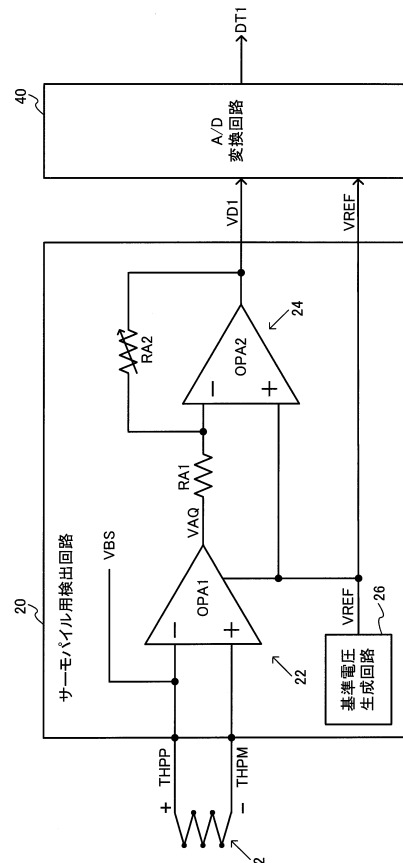 20
サーモパイル用検出回路
VBS
THPP
+
THPM
−
2
−
+
OPA1
22
VAQ
RA1
RA2
−
+
OPA2
24
VREF
基準電圧
生成回路
26
VD1
VREF
40
A/D
変換回路
DT1